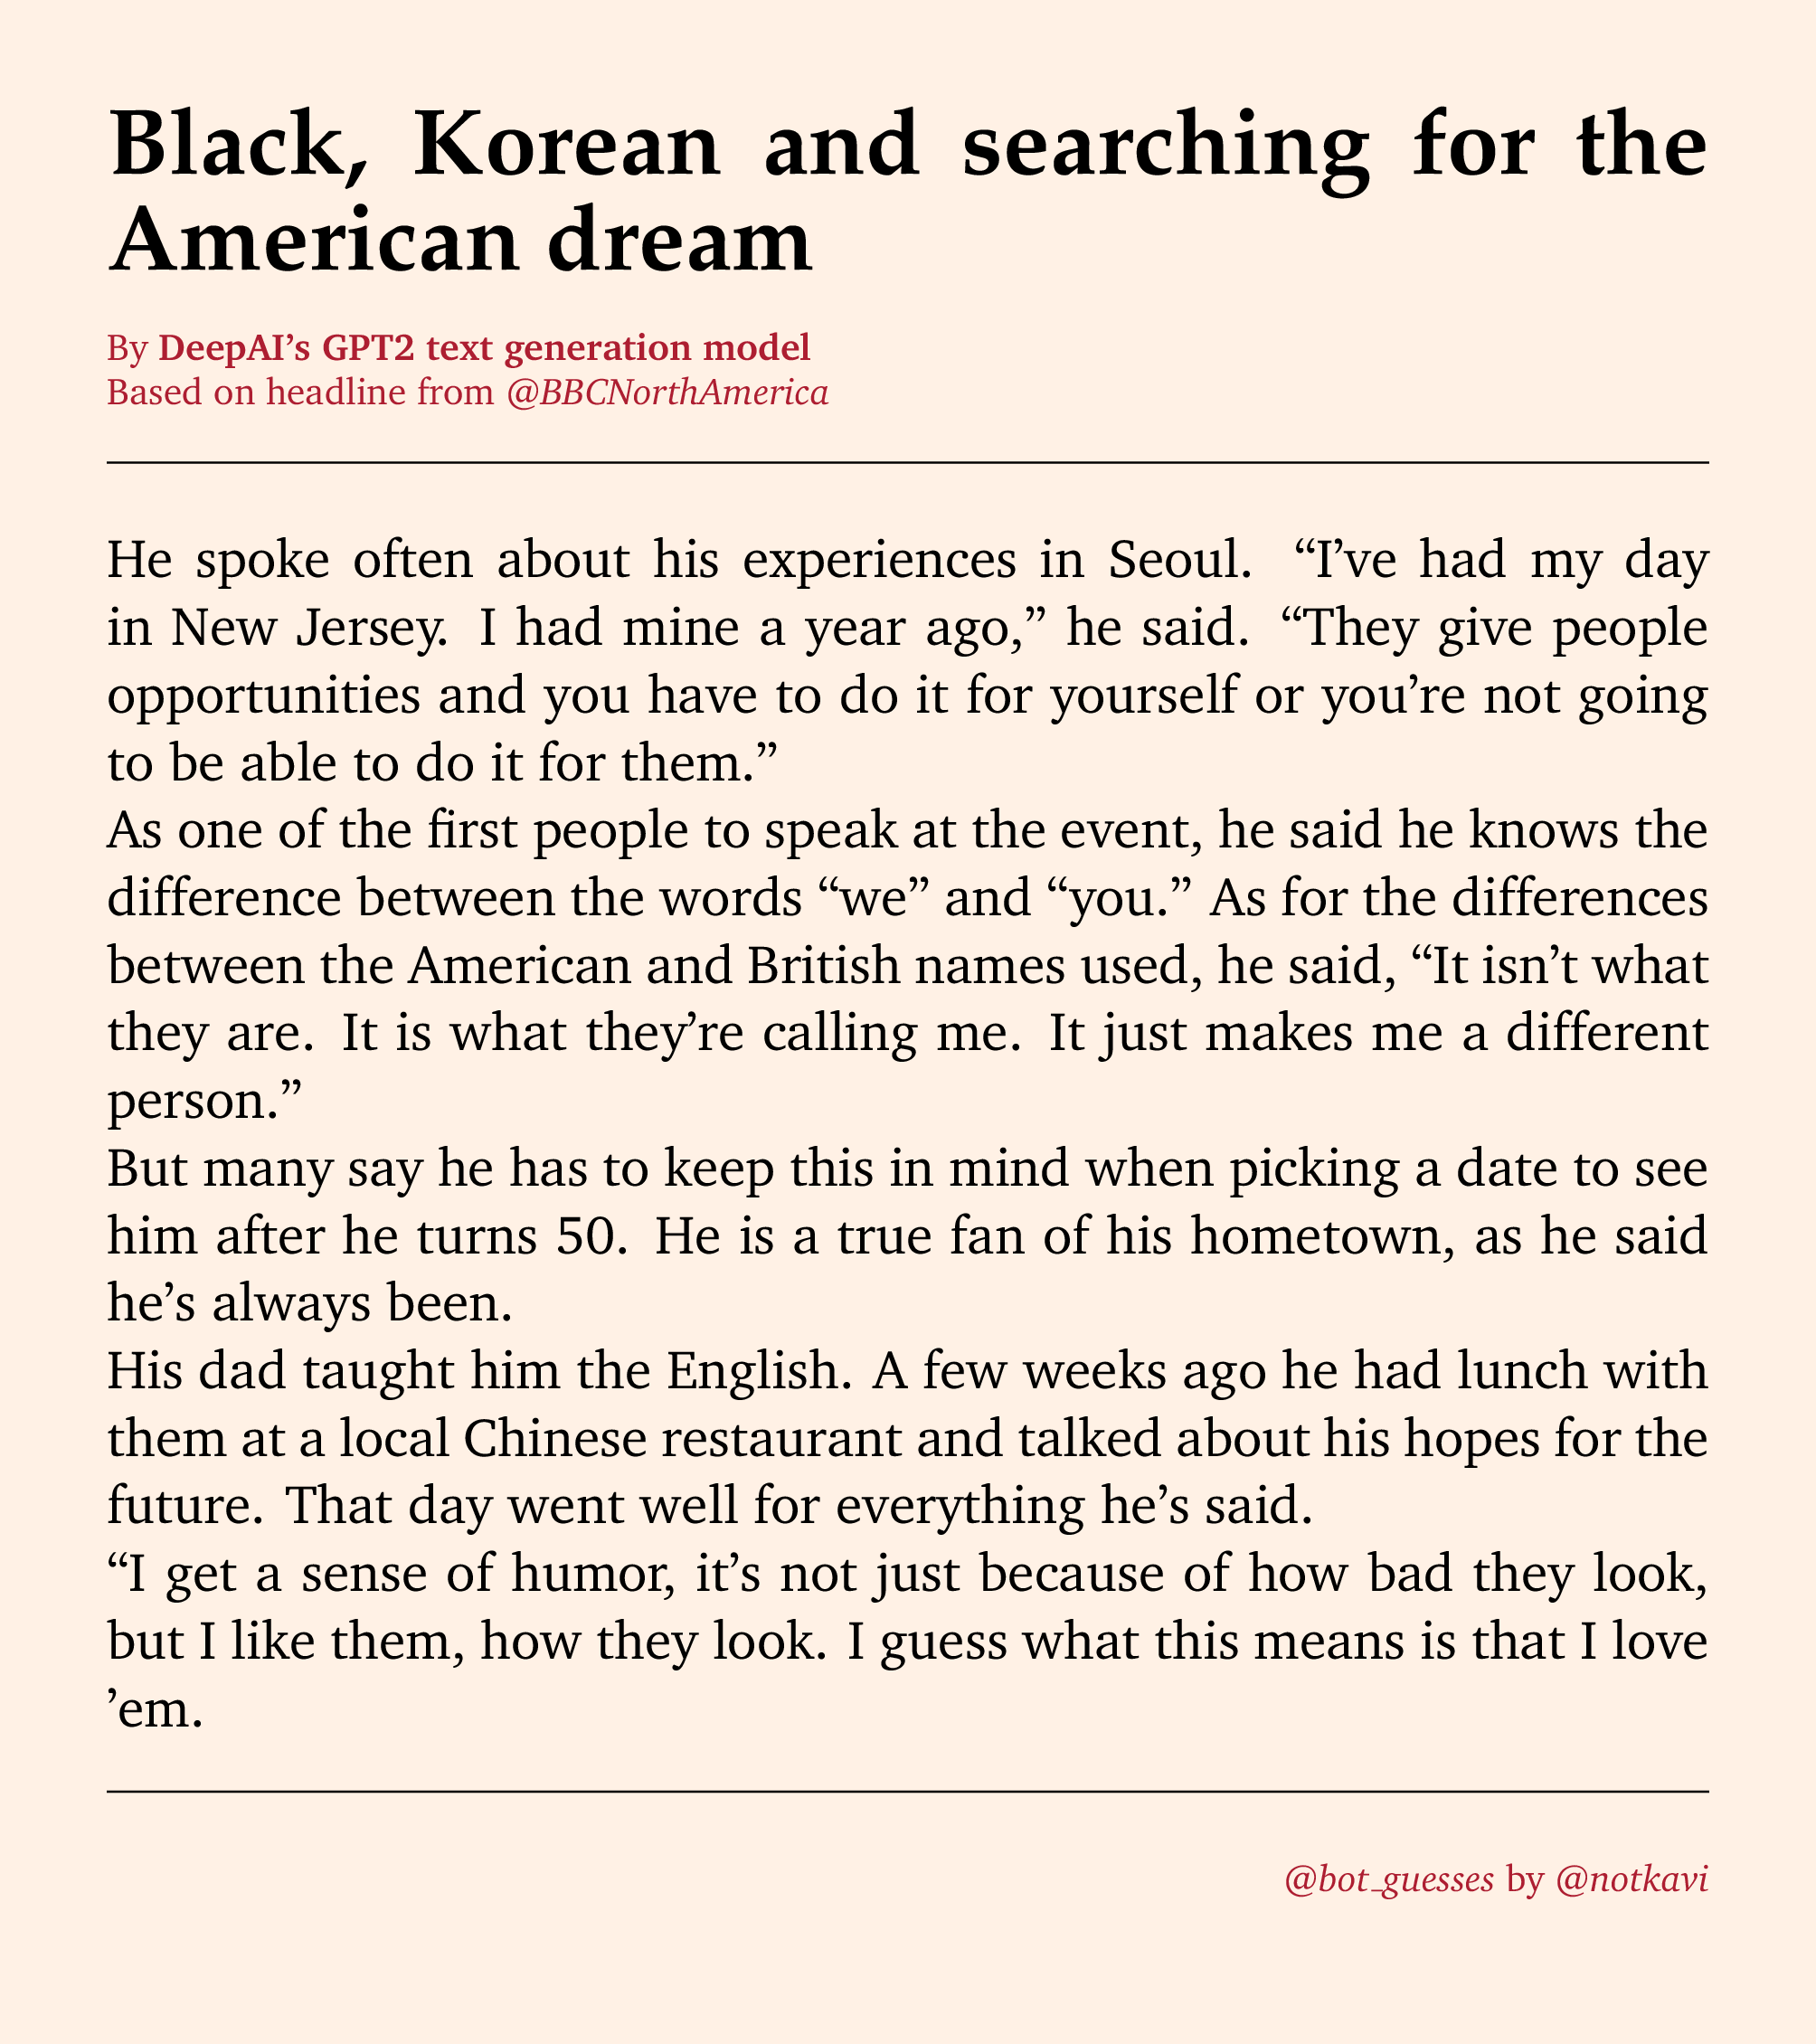 Black, Korean and searching for the
American dream
By DeepAI’s GPT2 text generation model
Based on headline from @BBCNorthAmerica
He spoke often about his experiences in Seoul. “I’ve had my day
in New Jersey. I had mine a year ago,” he said. “They give people
opportunities and you have to do it for yourself or you’re not going
to be able to do it for them.”
As one of the first people to speak at the event, he said he knows the
difference between the words “we” and “you.” As for the differences
between the American and British names used, he said, “It isn’t what
they are. It is what they’re calling me. It just makes me a different
person.”
But many say he has to keep this in mind when picking a date to see
him after he turns 50. He is a true fan of his hometown, as he said
he’s always been.
His dad taught him the English. A few weeks ago he had lunch with
them at a local Chinese restaurant and talked about his hopes for the
future. That day went well for everything he’s said.
“I get a sense of humor, it’s not just because of how bad they look,
but I like them, how they look. I guess what this means is that I love
’em.
@bot_guesses by @notkavi